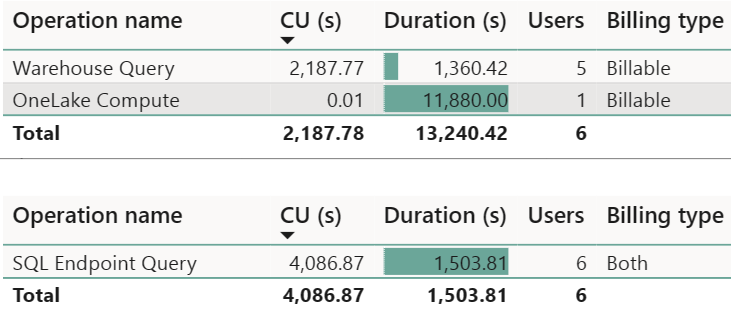 Operation name CU (s) Duration (s) Users Billing type
Warehouse Query 2,187.77 1,360.42 5 Billable
OneLake Compute 0.01 11,880.00 1 Billable
Total 2,187.78 13,240.42 6
Operation name CU (s) Duration (s) Users Billing type
SQL Endpoint Query 4,086.87 1,503.81 6 Both
Total 4,086.87 1,503.81 6